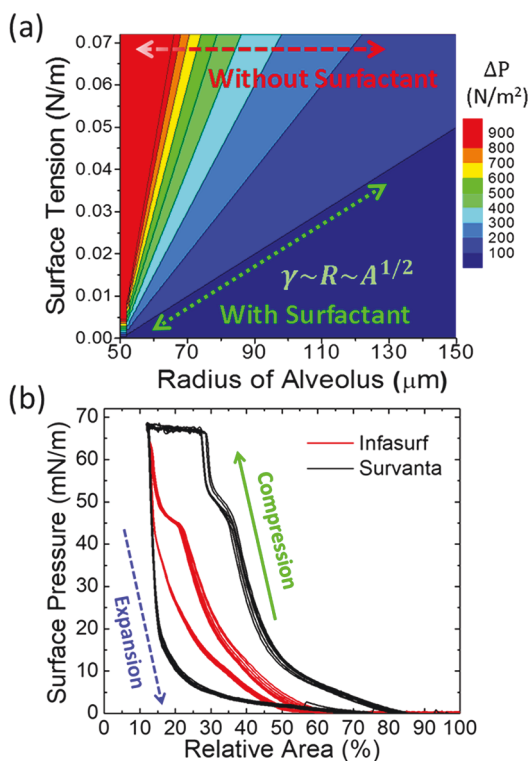 (a)
0.07
0.06
0.05
0.04
0.03
0.02
0.01
0.00
Surface Tension (N/m)
Without Surfactant
γ~R~A^{1/2}
With Surfactant
50 70 90 110 130 150
Radius of Alveolus (μm)
ΔP
(N/m²)
900
800
700
600
500
400
300
200
100
(b)
70
60
50
40
30
20
10
0
Surface Pressure (mN/m)
Infasurf
Survanta
Compression
Expansion
0 10 20 30 40 50 60 70 80 90 100
Relative Area (%)